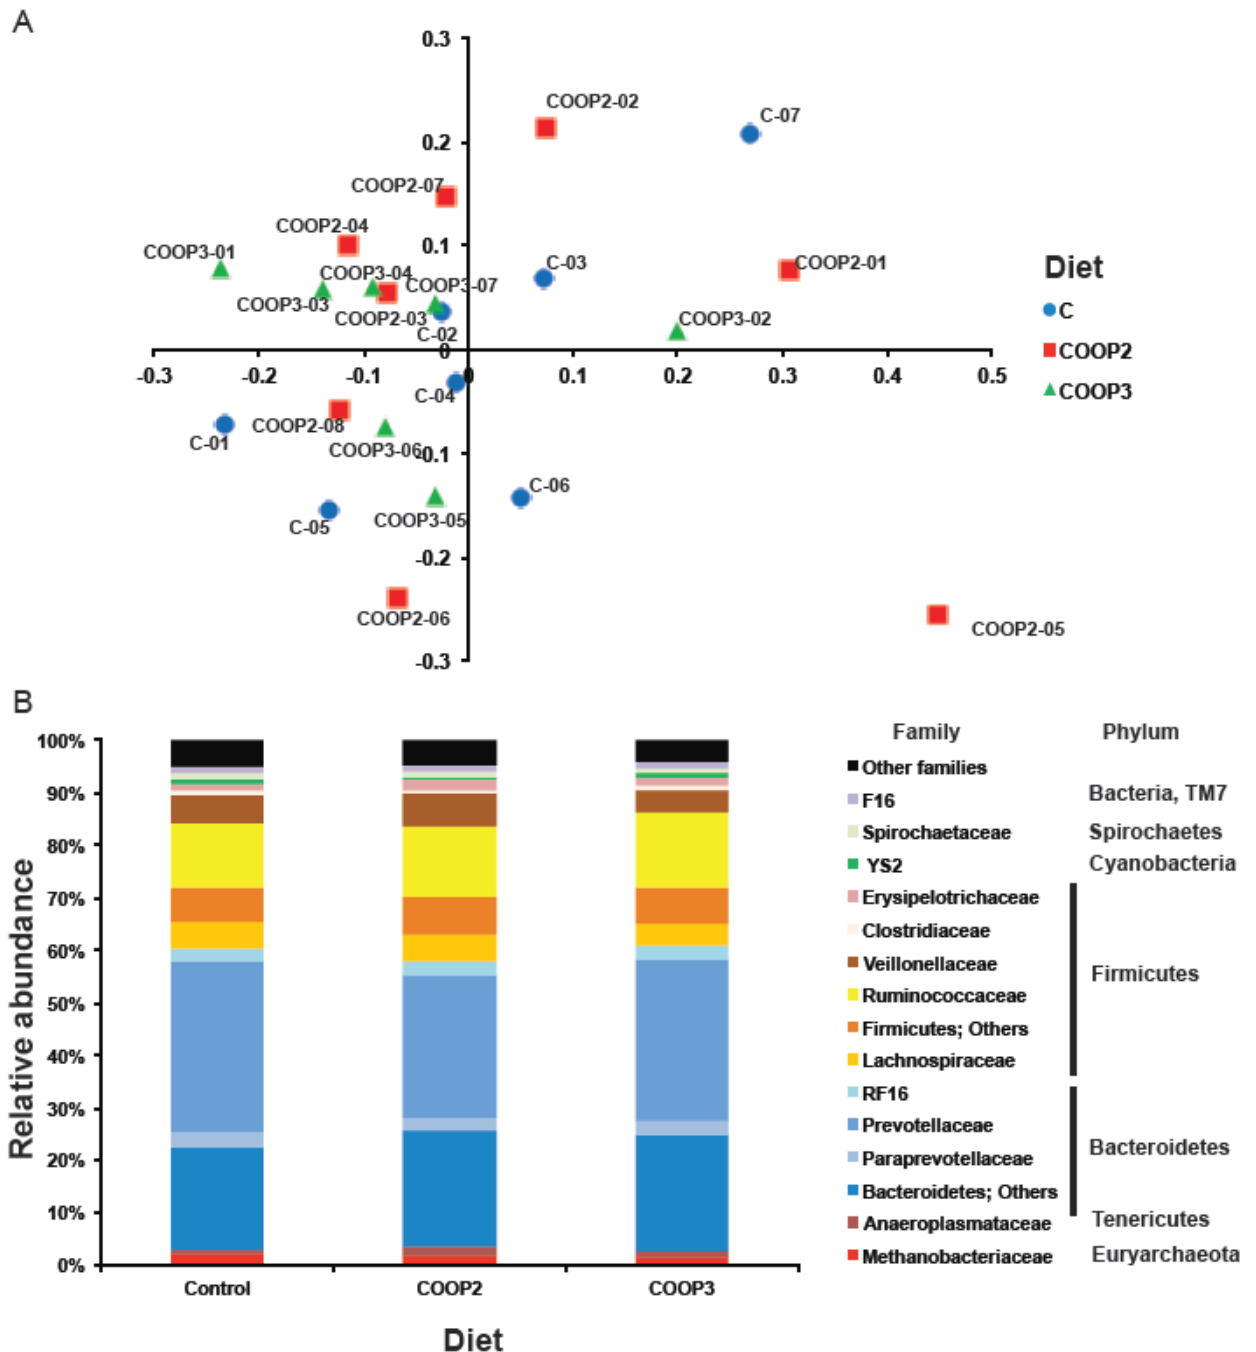 A
0.3
COOP2-02
C-07
0.2
COOP2-07
COOP2-04
COOP3-01
0.1
COOP3-04
C-03
COOP2-01
Diet
COOP3-07
COOP3-03
COOP2-03
C-02
COOP3-02
C
0
COOP2
-0.3
-0.2
-0.1
0
0.1
0.2
0.3
0.4
0.5
COOP3
C-04
COOP2-08
C-01
COOP3-06
-0.1
C-06
C-05
COOP3-05
-0.2
COOP2-06
COOP2-05
-0.3
B
Family Phylum
100%
90%
80%
70%
60%
50%
40%
30%
20%
10%
0%
Relative abundance
Control
COOP2
COOP3
Diet
Other families
F16 Bacteria, TM7
Spirochaetaceae Spirochaetes
YS2 Cyanobacteria
Erysipelotrichaceae
Clostridiaceae
Veillonellaceae Firmicutes
Ruminococcaceae
Firmicutes; Others
Lachnospiraceae
RF16
Prevotellaceae Bacteroidetes
Paraprevotellaceae
Bacteroidetes; Others
Anaeroplasmataceae Tenericutes
Methanobacteriaceae Euryarchaeota